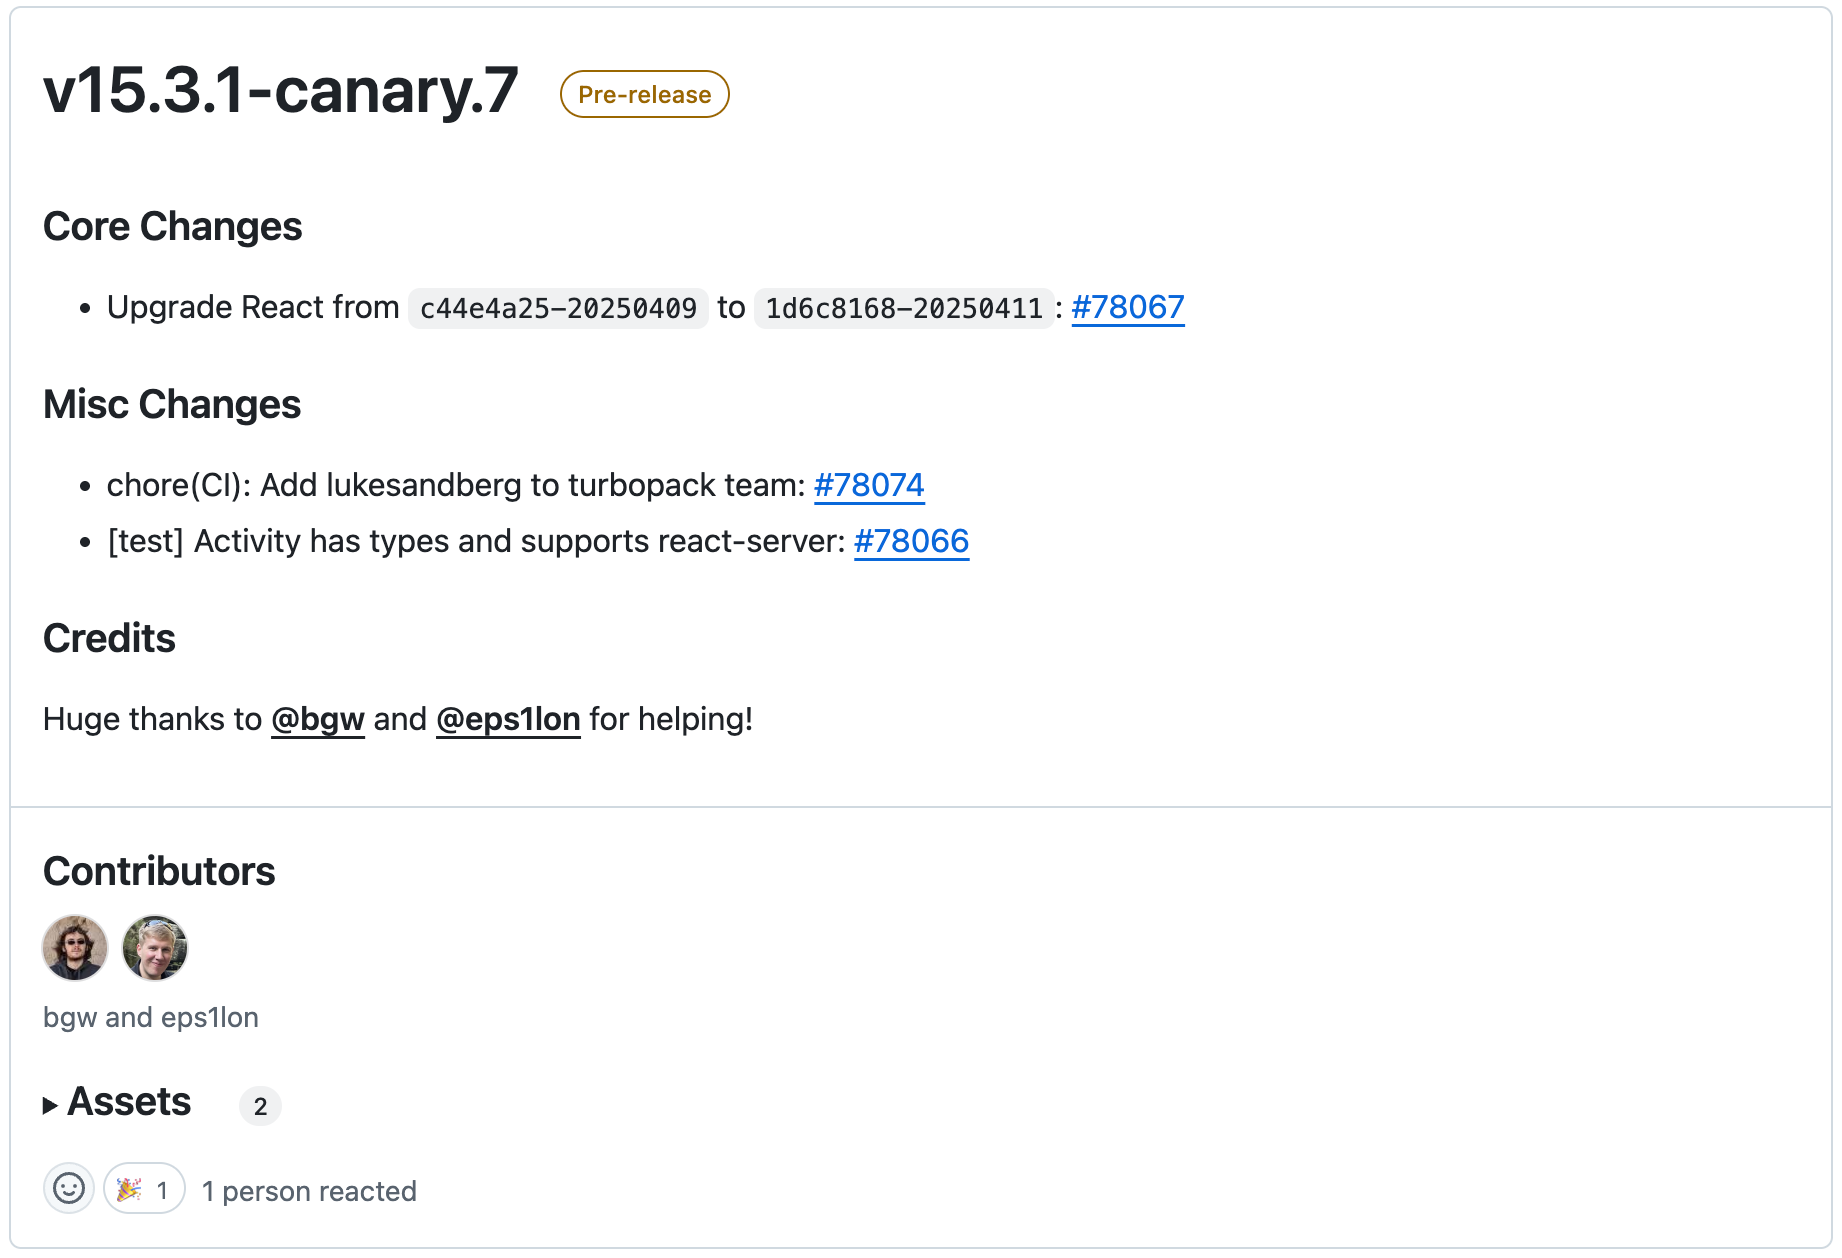 v15.3.1-canary.7 Pre-release
Core Changes
• Upgrade React from c44e4a25-20250409 to 1d6c8168-20250411: #78067
Misc Changes
• chore(CI): Add lukesandberg to turbopack team: #78074
• [test] Activity has types and supports react-server: #78066
Credits
Huge thanks to @bgw and @eps1lon for helping!
Contributors
bgw and eps1lon
Assets 2
1 1 person reacted